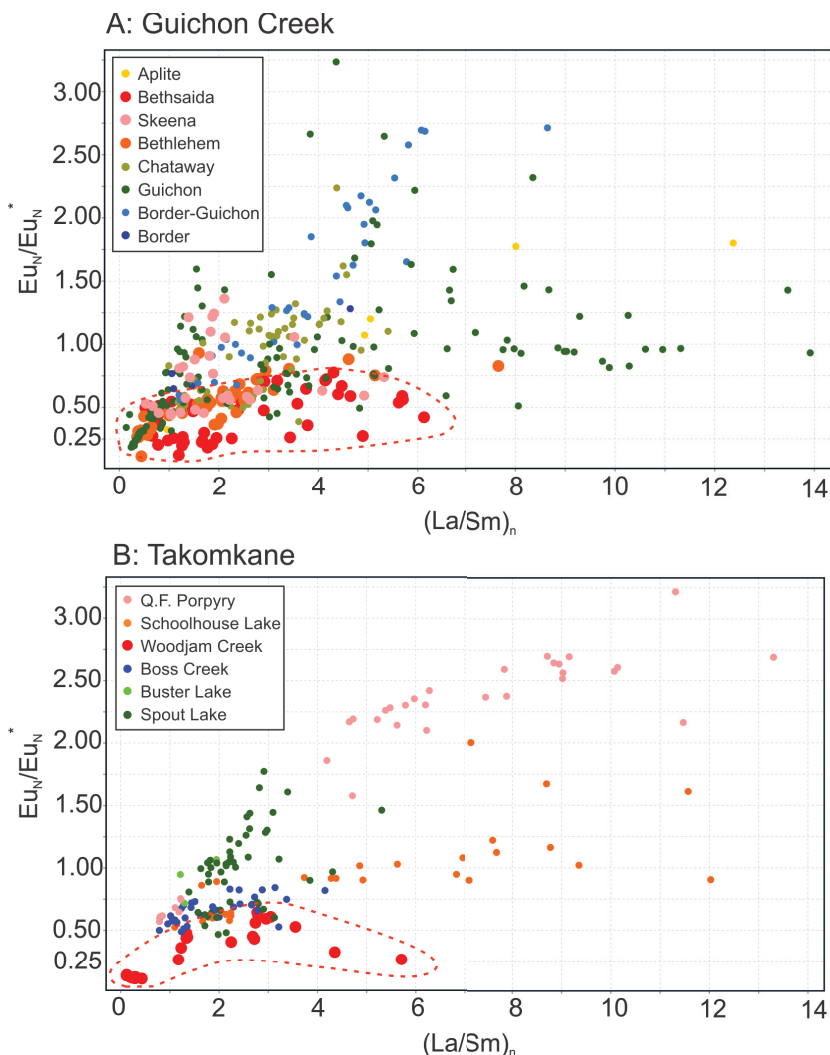 A: Guichon Creek
Eu_N/Eu_N^*
3.00
2.50
2.00
1.50
1.00
0.50
0.25
Aplite
Bethsaida
Skeena
Bethlehem
Chataway
Guichon
Border-Guichon
Border
0 2 4 6 8 10 12 14
(La/Sm)_n
B: Takomkane
Eu_N/Eu_N^*
3.00
2.50
2.00
1.50
1.00
0.50
0.25
Q.F. Porpyry
Schoolhouse Lake
Woodjam Creek
Boss Creek
Buster Lake
Spout Lake
0 2 4 6 8 10 12 14
(La/Sm)_n